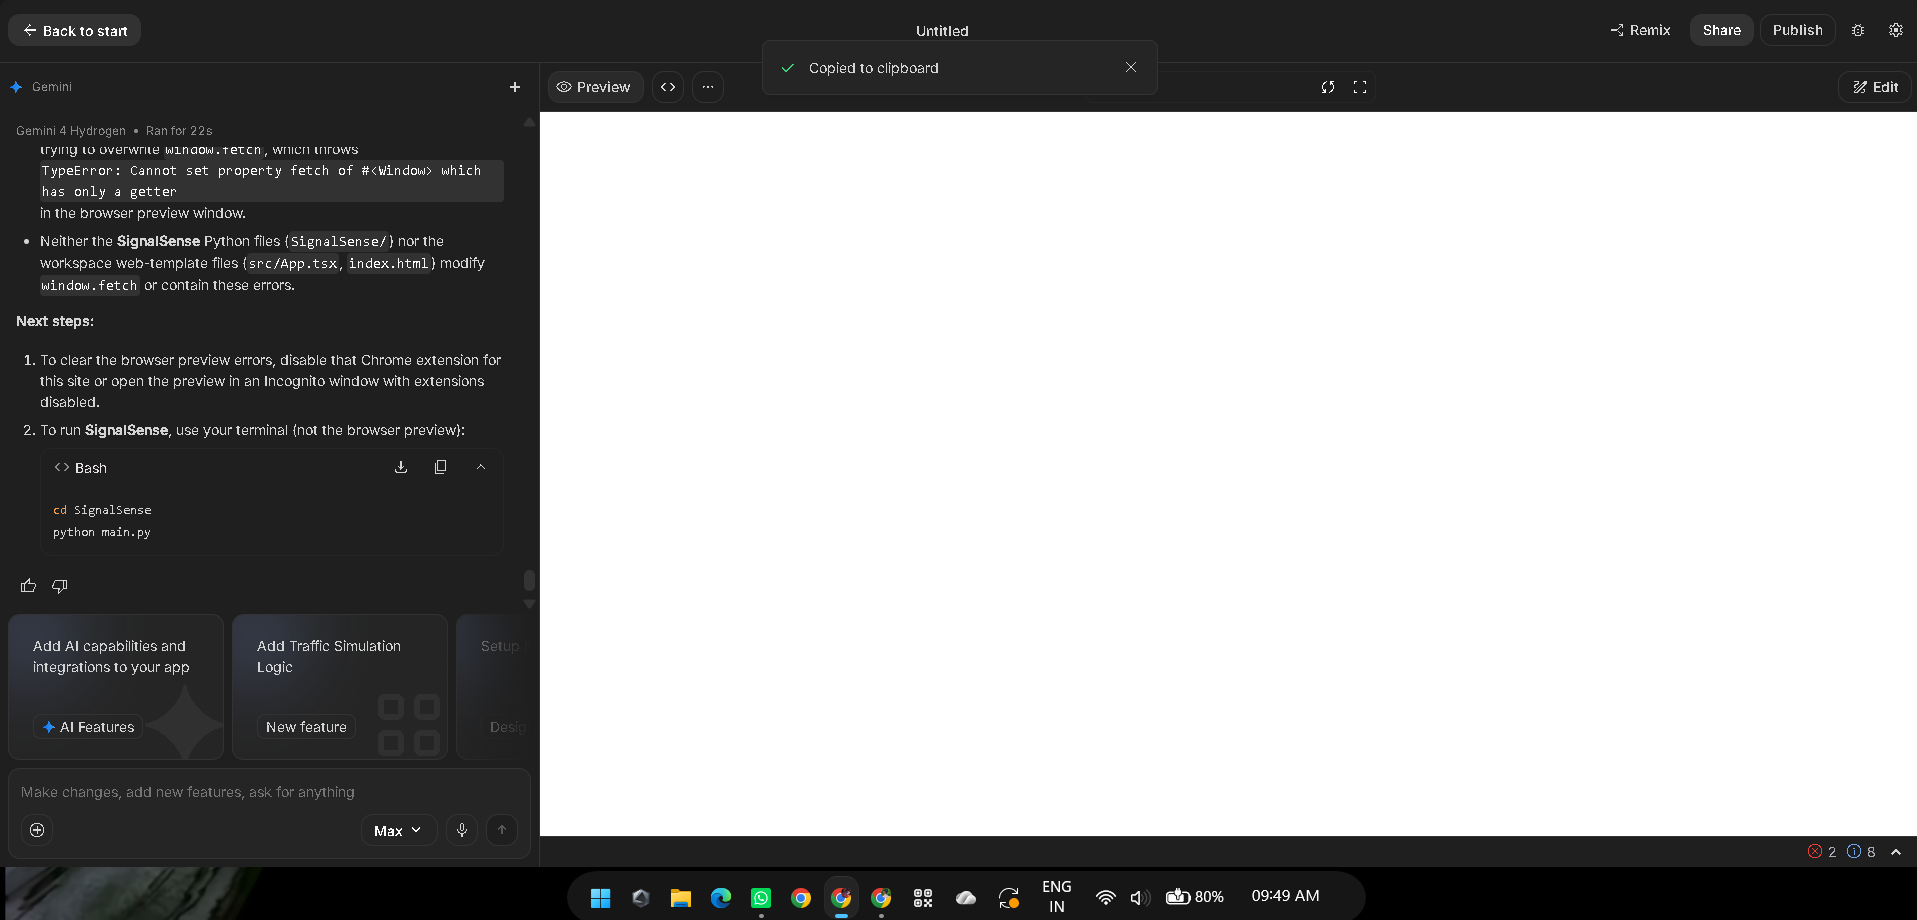 Back to start
Untitled
Remix
Share
Publish
Copied to clipboard
Gemini
Preview
Edit
Gemini 4 Hydrogen • Ran for 22s
trying to overwrite window.fetch, which throws
TypeError: Cannot set property fetch of #<Window> which
has only a getter
in the browser preview window.
• Neither the SignalSense Python files (SignalSense/) nor the
workspace web-template files (src/App.tsx, index.html) modify
window.fetch or contain these errors.
Next steps:
1. To clear the browser preview errors, disable that Chrome extension for
this site or open the preview in an Incognito window with extensions
disabled.
2. To run SignalSense, use your terminal (not the browser preview):
Bash
cd SignalSense
python main.py
Add AI capabilities and
integrations to your app
AI Features
Add Traffic Simulation
Logic
New feature
Setup
Desig
Make changes, add new features, ask for anything
Max
2
8
ENG
IN
80%
09:49 AM